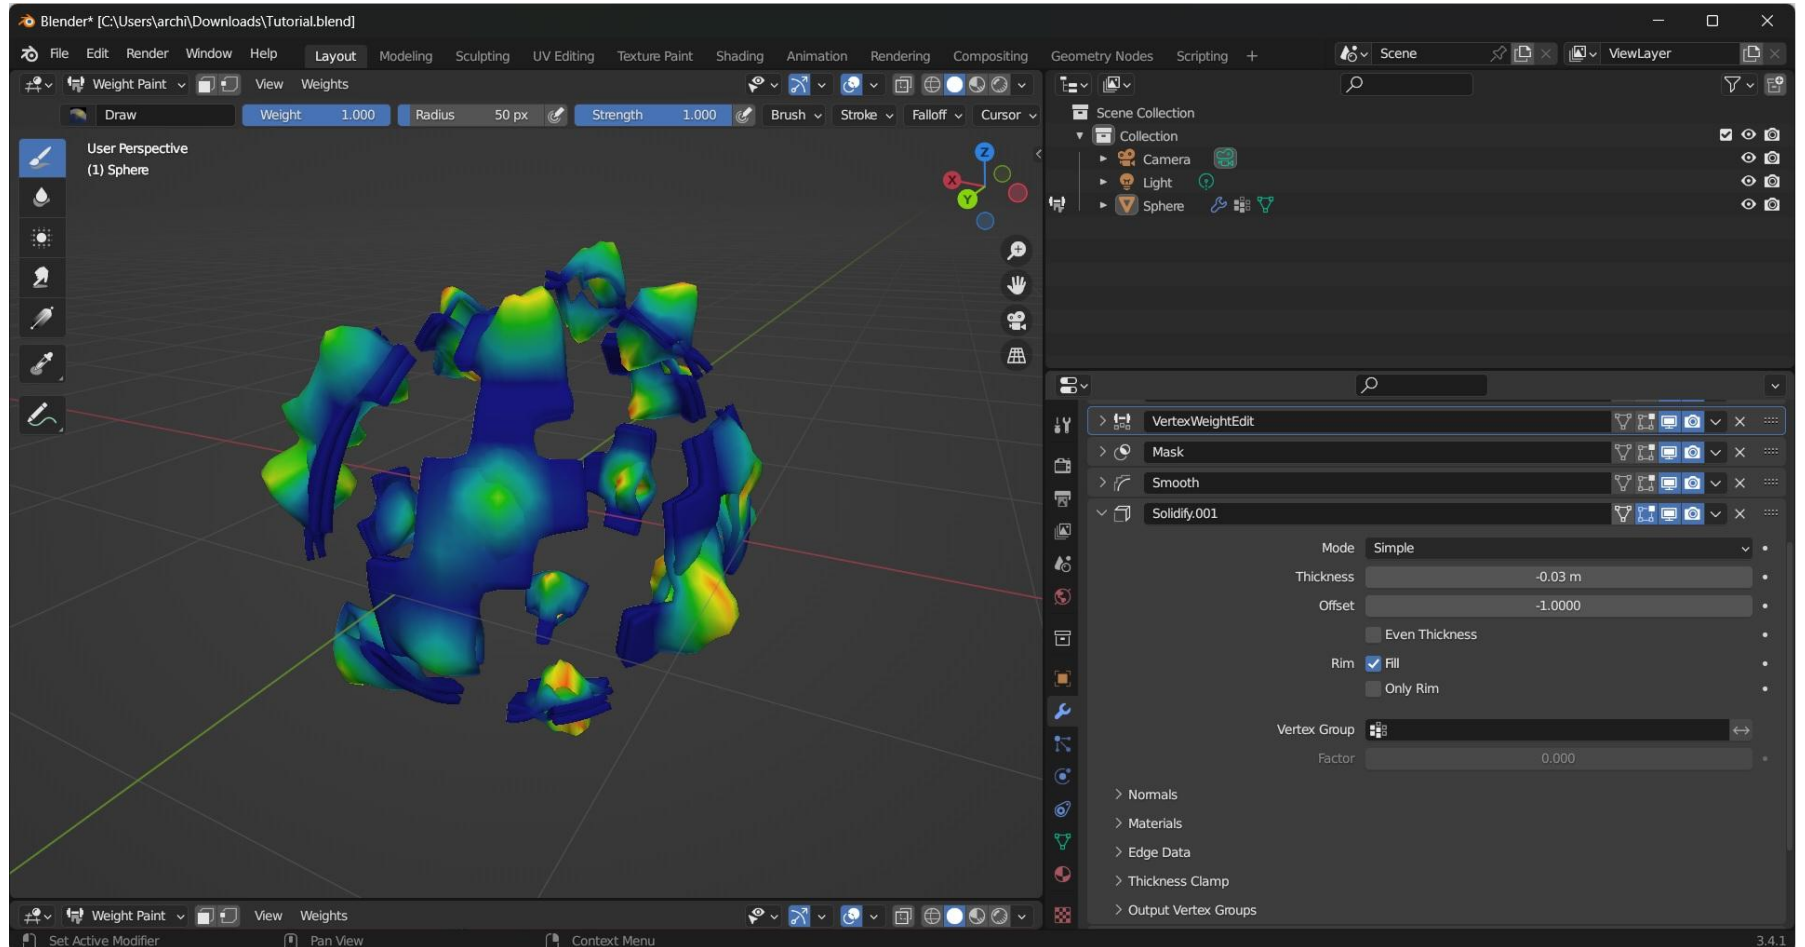 Blender* [C:\Users\archi\Downloads\Tutorial.blend]
File Edit Render Window Help Layout Modeling Sculpting UV Editing Texture Paint Shading Animation Rendering Compositing Geometry Nodes Scripting + Scene ViewLayer
Weight Paint View Weights
Draw Weight 1.000 Radius 50 px Strength 1.000 Brush Stroke Falloff Cursor
User Perspective
(1) Sphere
Z
X
Y
Scene Collection
Collection
Camera
Light
Sphere
VertexWeightEdit
Mask
Smooth
Solidify.001
Mode Simple
Thickness -0.03 m
Offset -1.0000
Even Thickness
Rim Fill
Only Rim
Vertex Group
Factor 0.000
Normals
Materials
Edge Data
Thickness Clamp
Output Vertex Groups
Weight Paint View Weights
Set Active Modifier Pan View Context Menu 3.4.1